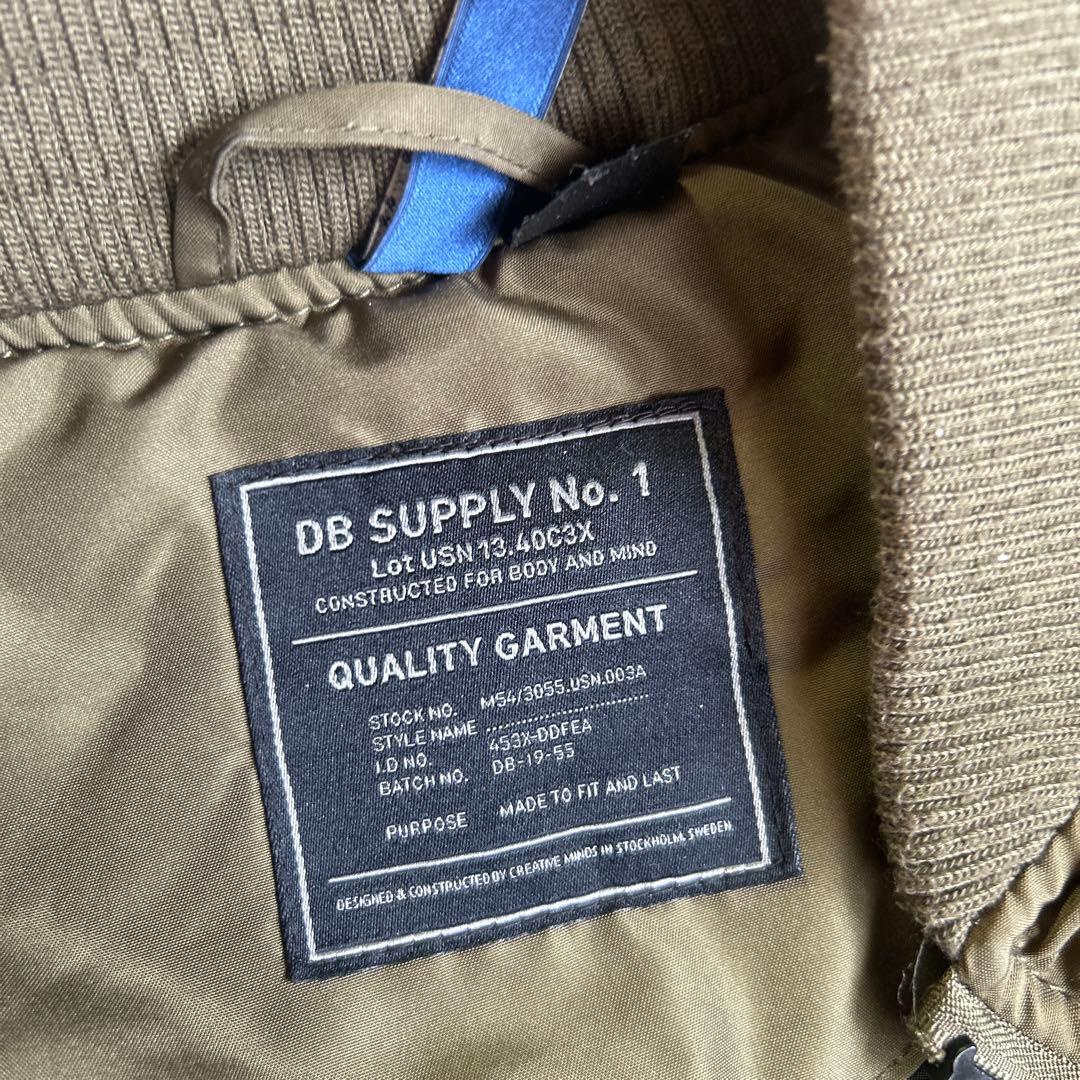 DB SUPPLY No. 1
Lot USN 13.40C3X
CONSTRUCTED FOR BODY AND MIND
QUALITY GARMENT
STOCK NO. M54/3055.USN.003A
STYLE NAME ........................
I.D NO. 453X-DDFEA
BATCH NO. DB-19-55
PURPOSE MADE TO FIT AND LAST
DESIGNED & CONSTRUCTED BY CREATIVE MINDS IN STOCKHOLM, SWEDEN